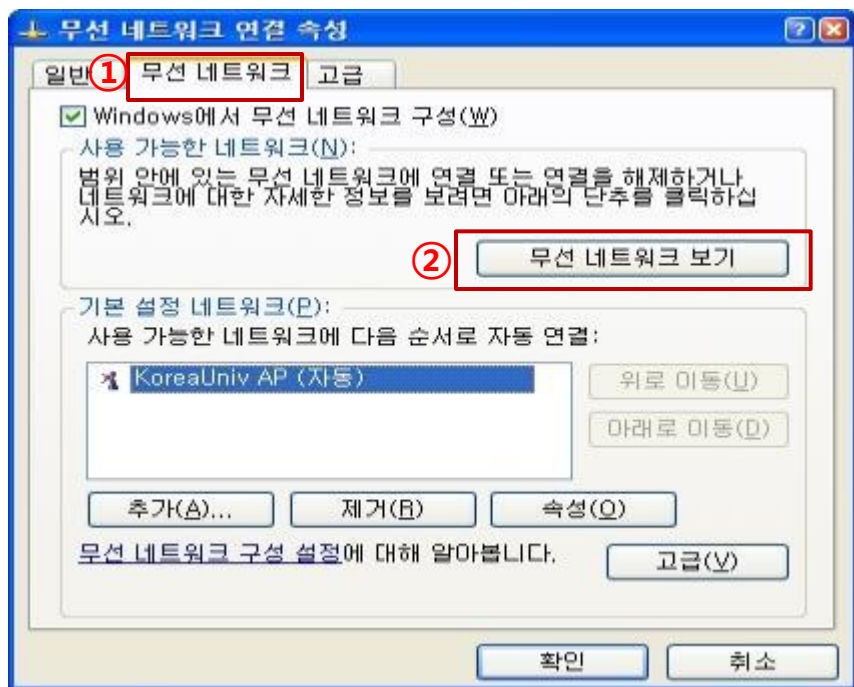 무선 네트워크 연결 속성
일반 ① 무선 네트워크 고급
Windows에서 무선 네트워크 구성(W)
사용 가능한 네트워크(N):
범위 안에 있는 무선 네트워크에 연결 또는 연결을 해제하거나
네트워크에 대한 자세한 정보를 보려면 아래의 단추를 클릭하십
시오.
② 무선 네트워크 보기
기본 설정 네트워크(P):
사용 가능한 네트워크에 다음 순서로 자동 연결:
KoreaUniv AP (자동)
위로 이동(U)
아래로 이동(D)
추가(A)... 제거(R) 속성(O)
무선 네트워크 구성 설정에 대해 알아봅니다.
고급(V)
확인 취소